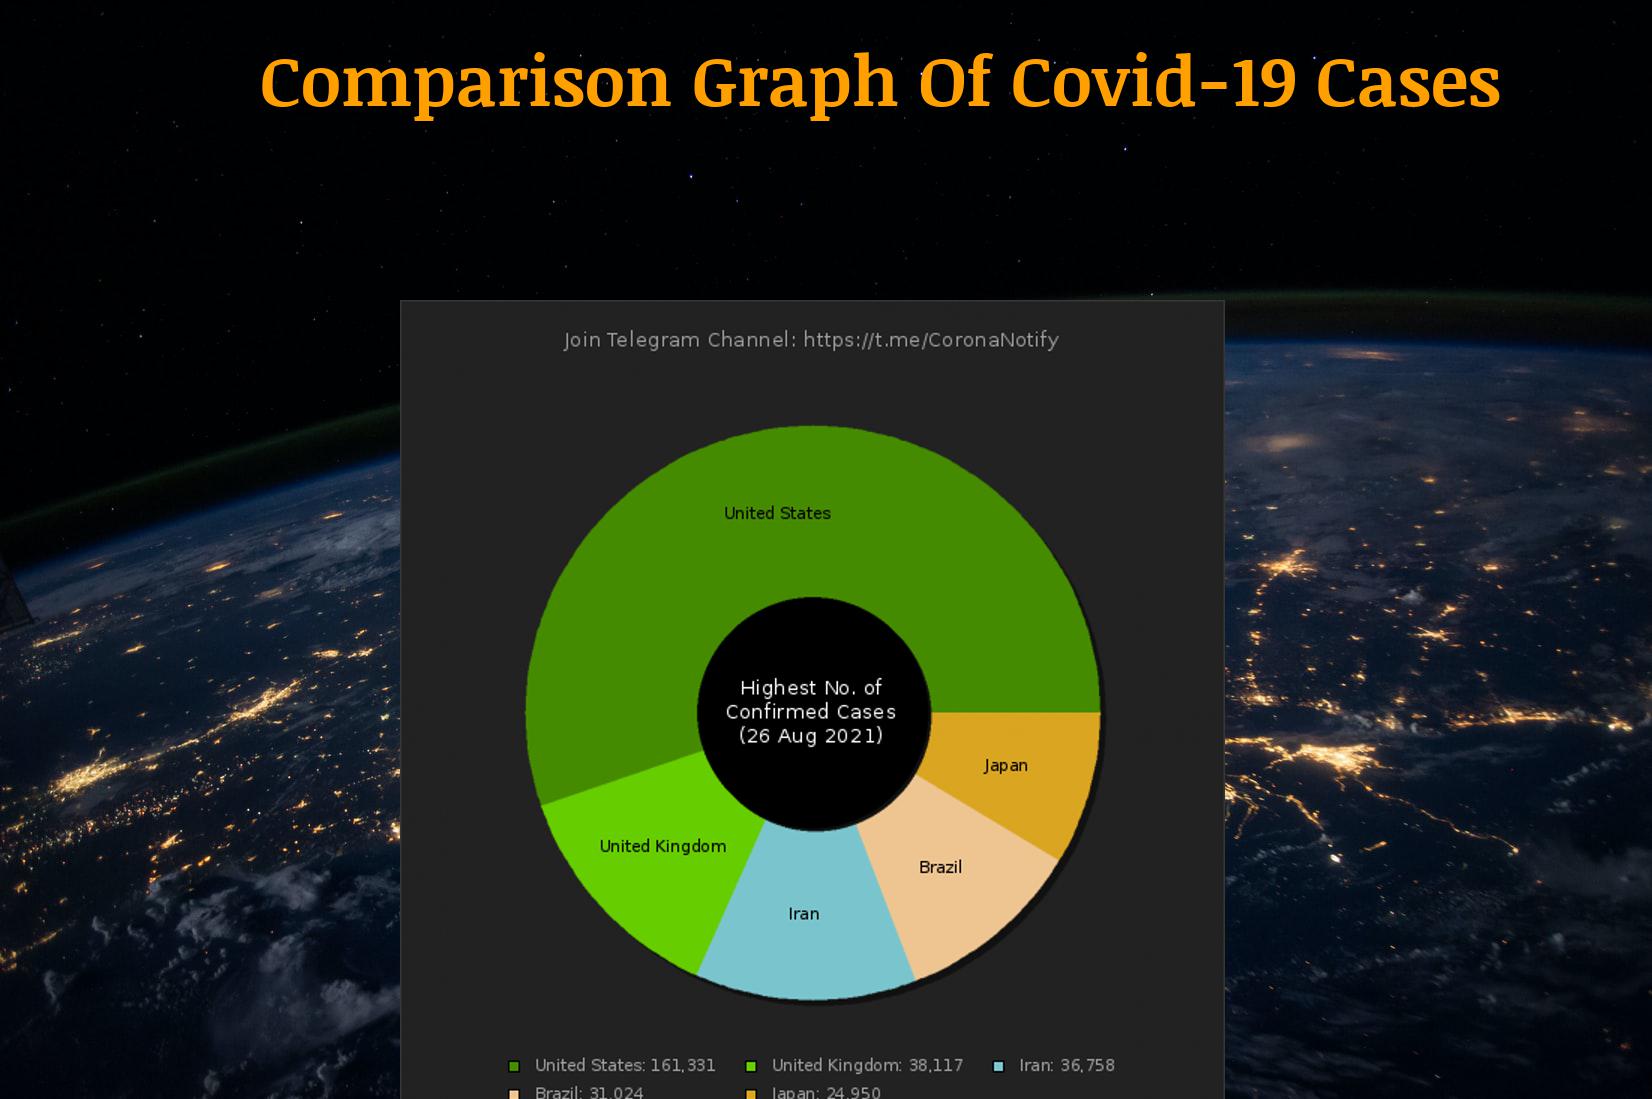 Comparison Graph Of Covid-19 Cases
Join Telegram Channel: https://t.me/CoronaNotify
United States
Highest No. of
Confirmed Cases
(26 Aug 2021)
Japan
United Kingdom
Brazil
Iran
United States: 161,331 United Kingdom: 38,117 Iran: 36,758
Brazil: 31,024 Japan: 24,950